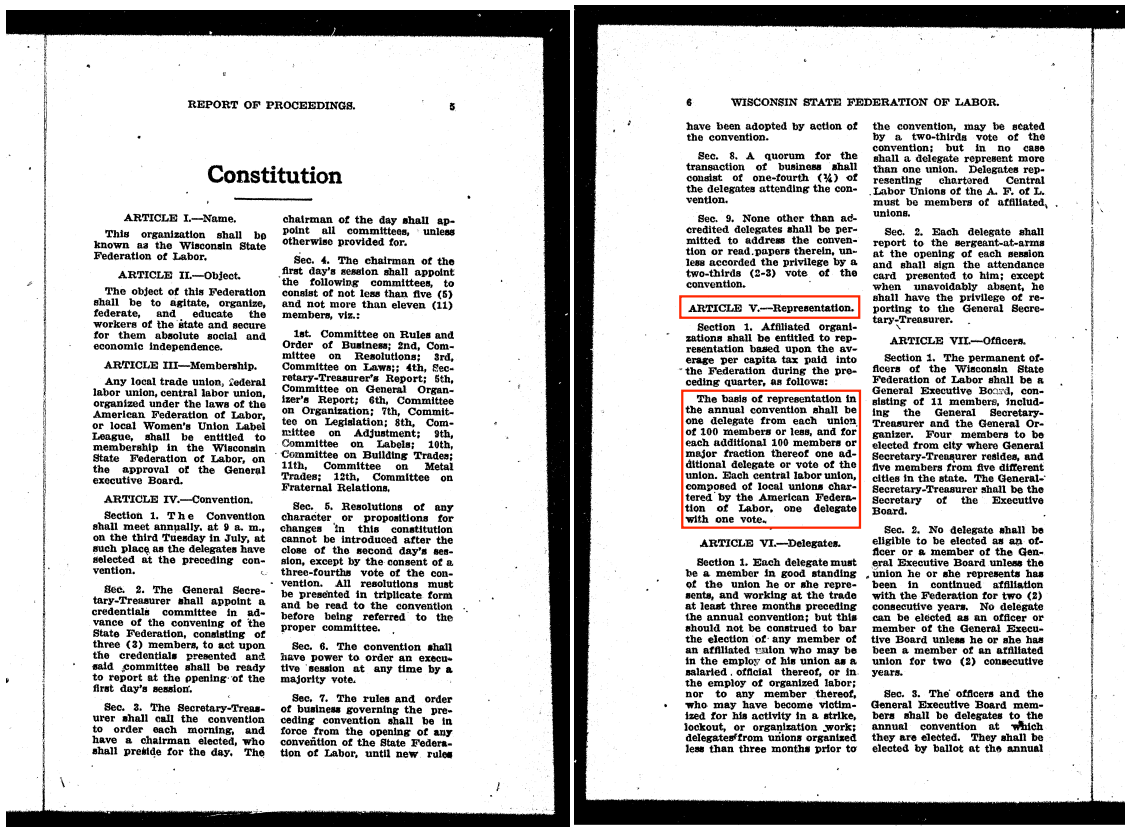 REPORT OF PROCEEDINGS. 5
Constitution
ARTICLE I.—Name.
This organization shall be
known as the Wisconsin State
Federation of Labor.
ARTICLE II.—Object.
The object of this Federation
shall be to agitate, organize,
federate, and educate the
workers of the state and secure
for them absolute social and
economic independence.
ARTICLE III—Membership.
Any local trade union, federal
labor union, central labor union,
organized under the laws of the
American Federation of Labor,
or local Women's Union Label
League, shall be entitled to
membership in the Wisconsin
State Federation of Labor, on
the approval of the General
executive Board.
ARTICLE IV.—Convention.
Section 1. The Convention
shall meet annually, at 9 a. m.,
on the third Tuesday in July, at
such place as the delegates have
selected at the preceding con-
vention.
Sec. 2. The General Secre-
tary-Treasurer shall appoint a
credentials committee in ad-
vance of the convening of the
State Federation, consisting of
three (3) members, to act upon
the credentials presented and
said committee shall be ready
to report at the opening of the
first day's session.
Sec. 3. The Secretary-Treas-
urer shall call the convention
to order each morning, and
have a chairman elected, who
shall preside for the day. The
chairman of the day shall ap-
point all committees, unless
otherwise provided for.
Sec. 4. The chairman of the
first day's session shall appoint
the following committees, to
consist of not less than five (5)
and not more than eleven (11)
members, viz.:
1st. Committee on Rules and
Order of Business; 2nd, Com-
mittee on Resolutions; 3rd,
Committee on Laws;; 4th, Sec-
retary-Treasurer's Report; 5th,
Committee on General Organ-
izer's Report; 6th, Committee
on Organization; 7th, Commit-
tee on Legislation; 8th, Com-
mittee on Adjustment; 9th,
Committee on Labels; 10th,
Committee on Building Trades;
11th, Committee on Metal
Trades; 12th, Committee on
Fraternal Relations.
Sec. 5. Resolutions of any
character or propositions for
changes in this constitution
cannot be introduced after the
close of the second day's ses-
sion, except by the consent of a
three-fourths vote of the con-
vention. All resolutions must
be presented in triplicate form
and be read to the convention
before being referred to the
proper committee.
Sec. 6. The convention shall
have power to order an execu-
tive session at any time by a
majority vote.
Sec. 7. The rules and order
of business governing the pre-
ceding convention shall be in
force from the opening of any
convention of the State Federa-
tion of Labor, until new rules
6 WISCONSIN STATE FEDERATION OF LABOR.
have been adopted by action of
the convention.
Sec. 8. A quorum for the
transaction of business shall
consist of one-fourth (¼) of
the delegates attending the con-
vention.
Sec. 9. None other than ac-
credited delegates shall be per-
mitted to address the conven-
tion or read papers therein, un-
less accorded the privilege by a
two-thirds (2-3) vote of the
convention.
ARTICLE V.—Representation.
Section 1. Affiliated organi-
zations shall be entitled to rep-
resentation based upon the av-
erage per capita tax paid into
the Federation during the pre-
ceding quarter, as follows:
The basis of representation in
the annual convention shall be
one delegate from each union
of 100 members or less, and for
each additional 100 members or
major fraction thereof one ad-
ditional delegate or vote of the
union. Each central labor union,
composed of local unions char-
tered by the American Federa-
tion of Labor, one delegate
with one vote.
ARTICLE VI.—Delegates.
Section 1. Each delegate must
be a member in good standing
of the union he or she repre-
sents, and working at the trade
at least three months preceding
the annual convention; but this
should not be construed to bar
the election of any member of
an affiliated union who may be
in the employ of his union as a
salaried official thereof, or in
the employ of organized labor;
nor to any member thereof,
who may have become victim-
ized for his activity in a strike,
lockout, or organization work;
delegates from unions organized
less than three months prior to
the convention, may be seated
by a two-thirds vote of the
convention; but in no case
shall a delegate represent more
than one union. Delegates rep-
resenting chartered Central
Labor Unions of the A. F. of L.
must be members of affiliated
unions.
Sec. 2. Each delegate shall
report to the sergeant-at-arms
at the opening of each session
and shall sign the attendance
card presented to him; except
when unavoidably absent, he
shall have the privilege of re-
porting to the General Secre-
tary-Treasurer.
ARTICLE VII.—Officers.
Section 1. The permanent of-
ficers of the Wisconsin State
Federation of Labor shall be a
General Executive Board, con-
sisting of 11 members, includ-
ing the General Secretary-
Treasurer and the General Or-
ganizer. Four members to be
elected from city where General
Secretary-Treasurer resides, and
five members from five different
cities in the state. The General-
Secretary-Treasurer shall be the
Secretary of the Executive
Board.
Sec. 2. No delegate shall be
eligible to be elected as an of-
ficer or a member of the Gen-
eral Executive Board unless the
union he or she represents has
been in continued affiliation
with the Federation for two (2)
consecutive years. No delegate
can be elected as an officer or
member of the General Execu-
tive Board unless he or she has
been a member of an affiliated
union for two (2) consecutive
years.
Sec. 3. The officers and the
General Executive Board mem-
bers shall be delegates to the
annual convention at which
they are elected. They shall be
elected by ballot at the annual